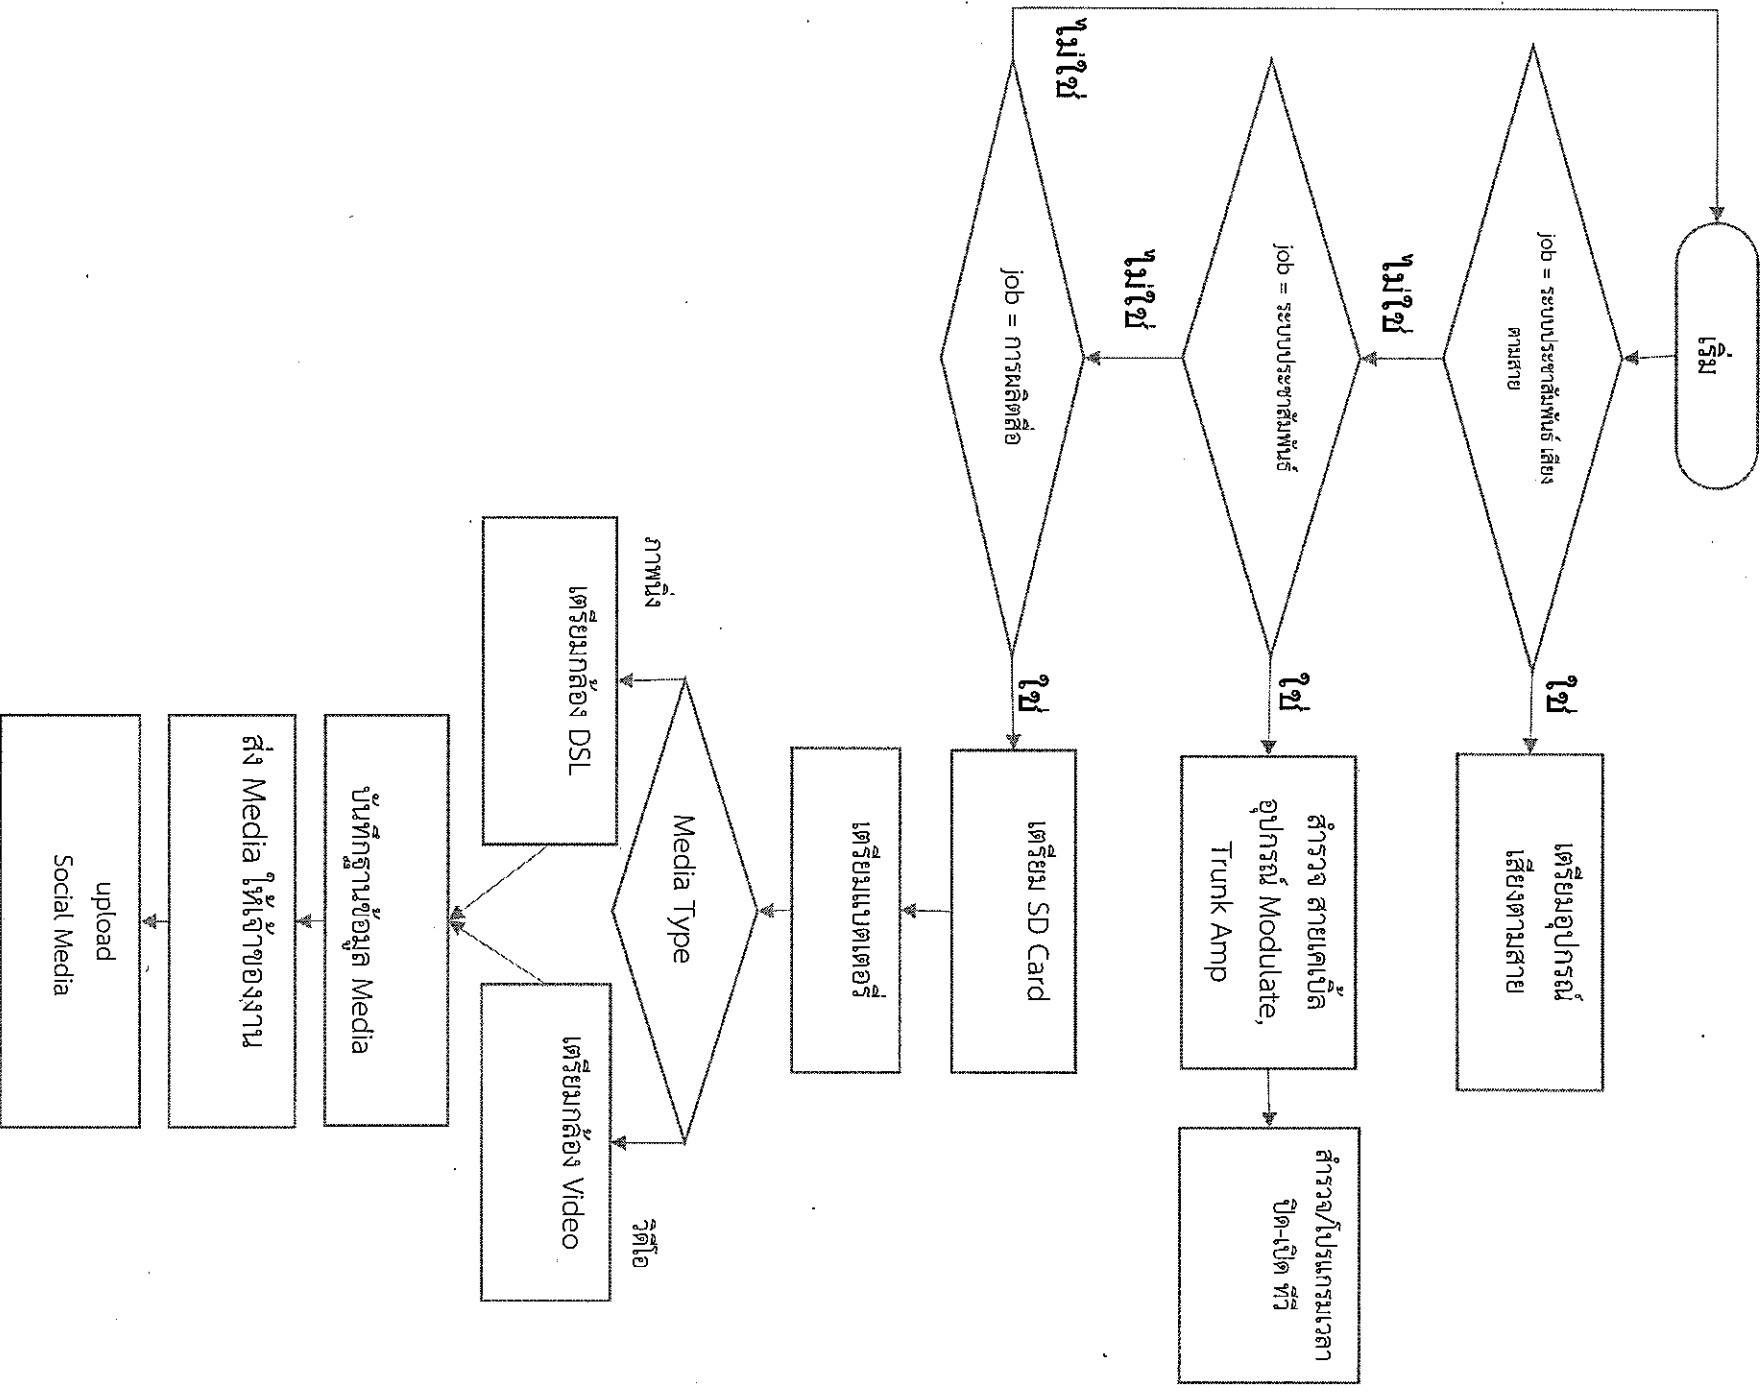 เริ่ม
job = ระบบประชาสัมพันธ์ เสียง
ตามสาย
ใช่
เตรียมอุปกรณ์
เสียงตามสาย
ไม่ใช่
job = ระบบประชาสัมพันธ์
ใช่
สำรวจ สายเคเบิ้ล
อุปกรณ์ Modulate,
Trunk Amp
สำรวจ/โปรแกรมเวลา
ปิด-เปิด ทีวี
ไม่ใช่
ไม่ใช่
job = การผลิตสื่อ
ใช่
เตรียม SD Card
เตรียมแบตเตอรี่
Media Type
ภาพนิ่ง
วิดีโอ
เตรียมกล้อง DSL
เตรียมกล้อง Video
บันทึกฐานข้อมูล Media
ส่ง Media ให้เจ้าของงาน
upload
Social Media